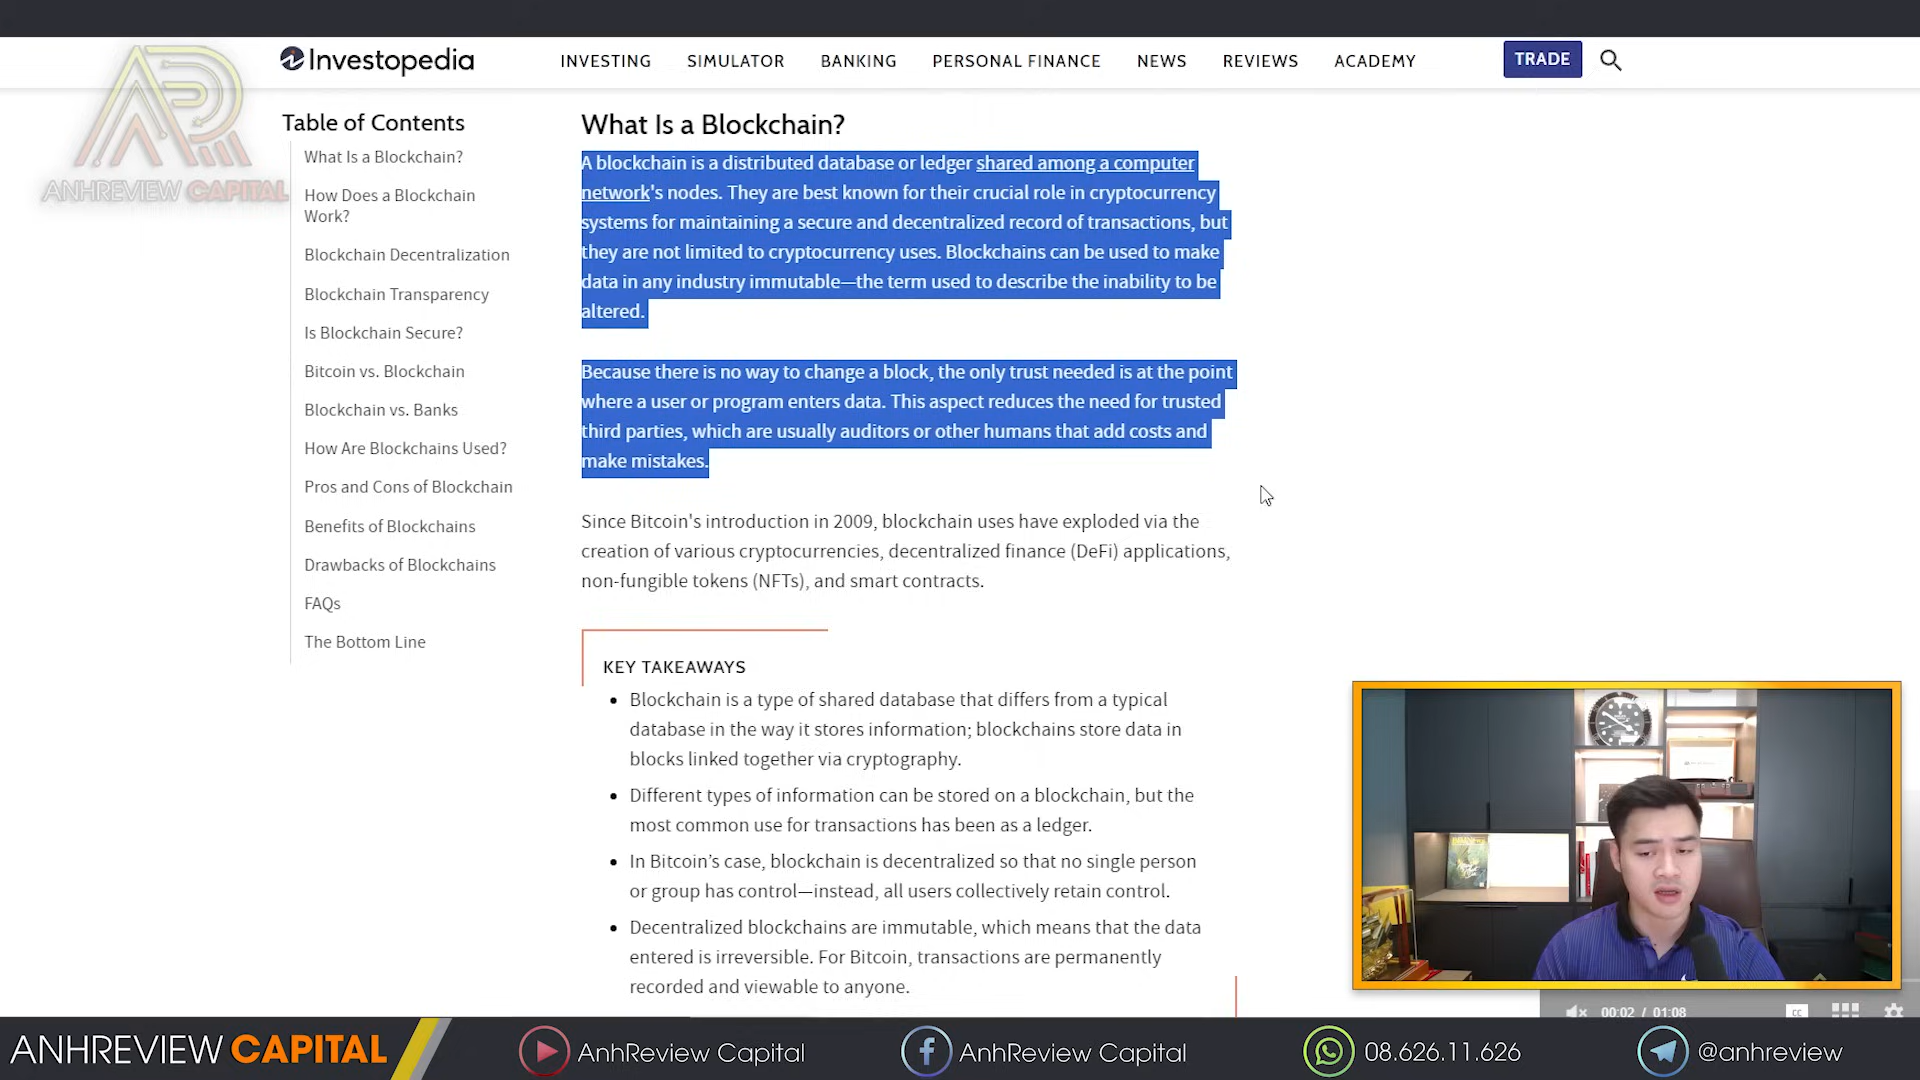 Investopedia
INVESTING SIMULATOR BANKING PERSONAL FINANCE NEWS REVIEWS ACADEMY TRADE
ANHREVIEW CAPITAL
Table of Contents
What Is a Blockchain?
How Does a Blockchain
Work?
Blockchain Decentralization
Blockchain Transparency
Is Blockchain Secure?
Bitcoin vs. Blockchain
Blockchain vs. Banks
How Are Blockchains Used?
Pros and Cons of Blockchain
Benefits of Blockchains
Drawbacks of Blockchains
FAQs
The Bottom Line
What Is a Blockchain?
A blockchain is a distributed database or ledger shared among a computer
network's nodes. They are best known for their crucial role in cryptocurrency
systems for maintaining a secure and decentralized record of transactions, but
they are not limited to cryptocurrency uses. Blockchains can be used to make
data in any industry immutable—the term used to describe the inability to be
altered.
Because there is no way to change a block, the only trust needed is at the point
where a user or program enters data. This aspect reduces the need for trusted
third parties, which are usually auditors or other humans that add costs and
make mistakes.
Since Bitcoin's introduction in 2009, blockchain uses have exploded via the
creation of various cryptocurrencies, decentralized finance (DeFi) applications,
non-fungible tokens (NFTs), and smart contracts.
KEY TAKEAWAYS
• Blockchain is a type of shared database that differs from a typical
database in the way it stores information; blockchains store data in
blocks linked together via cryptography.
• Different types of information can be stored on a blockchain, but the
most common use for transactions has been as a ledger.
• In Bitcoin’s case, blockchain is decentralized so that no single person
or group has control—instead, all users collectively retain control.
• Decentralized blockchains are immutable, which means that the data
entered is irreversible. For Bitcoin, transactions are permanently
recorded and viewable to anyone.
00:02 / 01:08
CC
ANHREVIEW CAPITAL
AnhReview Capital
AnhReview Capital
08.626.11.626
@anhreview